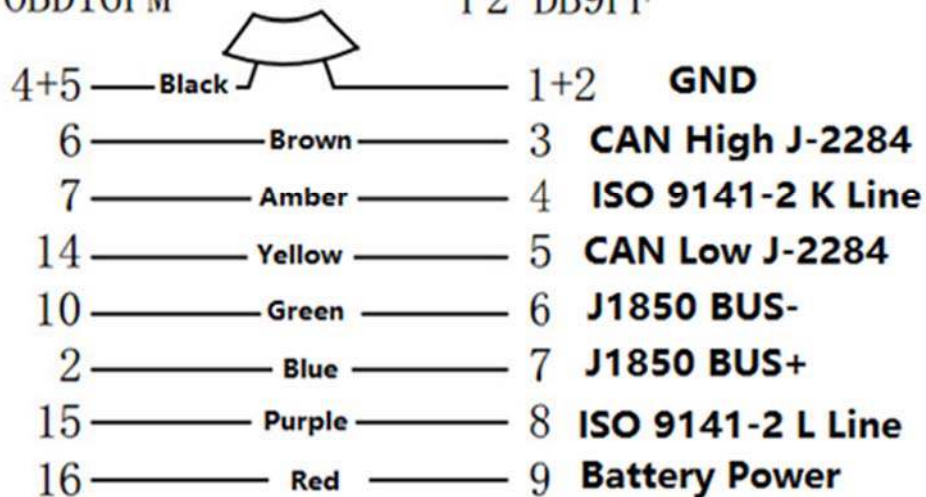 4+5 Black 1+2 GND
6 Brown 3 CAN High J-2284
7 Amber 4 ISO 9141-2 K Line
14 Yellow 5 CAN Low J-2284
10 Green 6 J1850 BUS-
2 Blue 7 J1850 BUS+
15 Purple 8 ISO 9141-2 L Line
16 Red 9 Battery Power